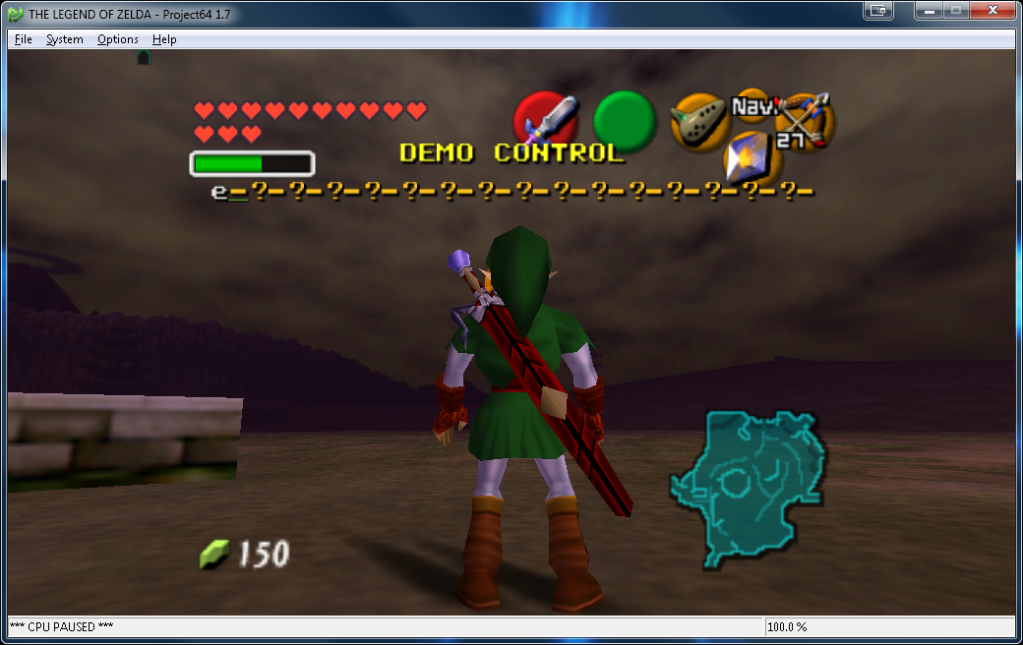 THE LEGEND OF ZELDA - Project64 1.7
File System Options Help
Navi
27
DEMO CONTROL
e_-?-?-?-?-?-?-?-?-?-?-?-?-?-?-?-
150
*** CPU PAUSED *** 100.0 %